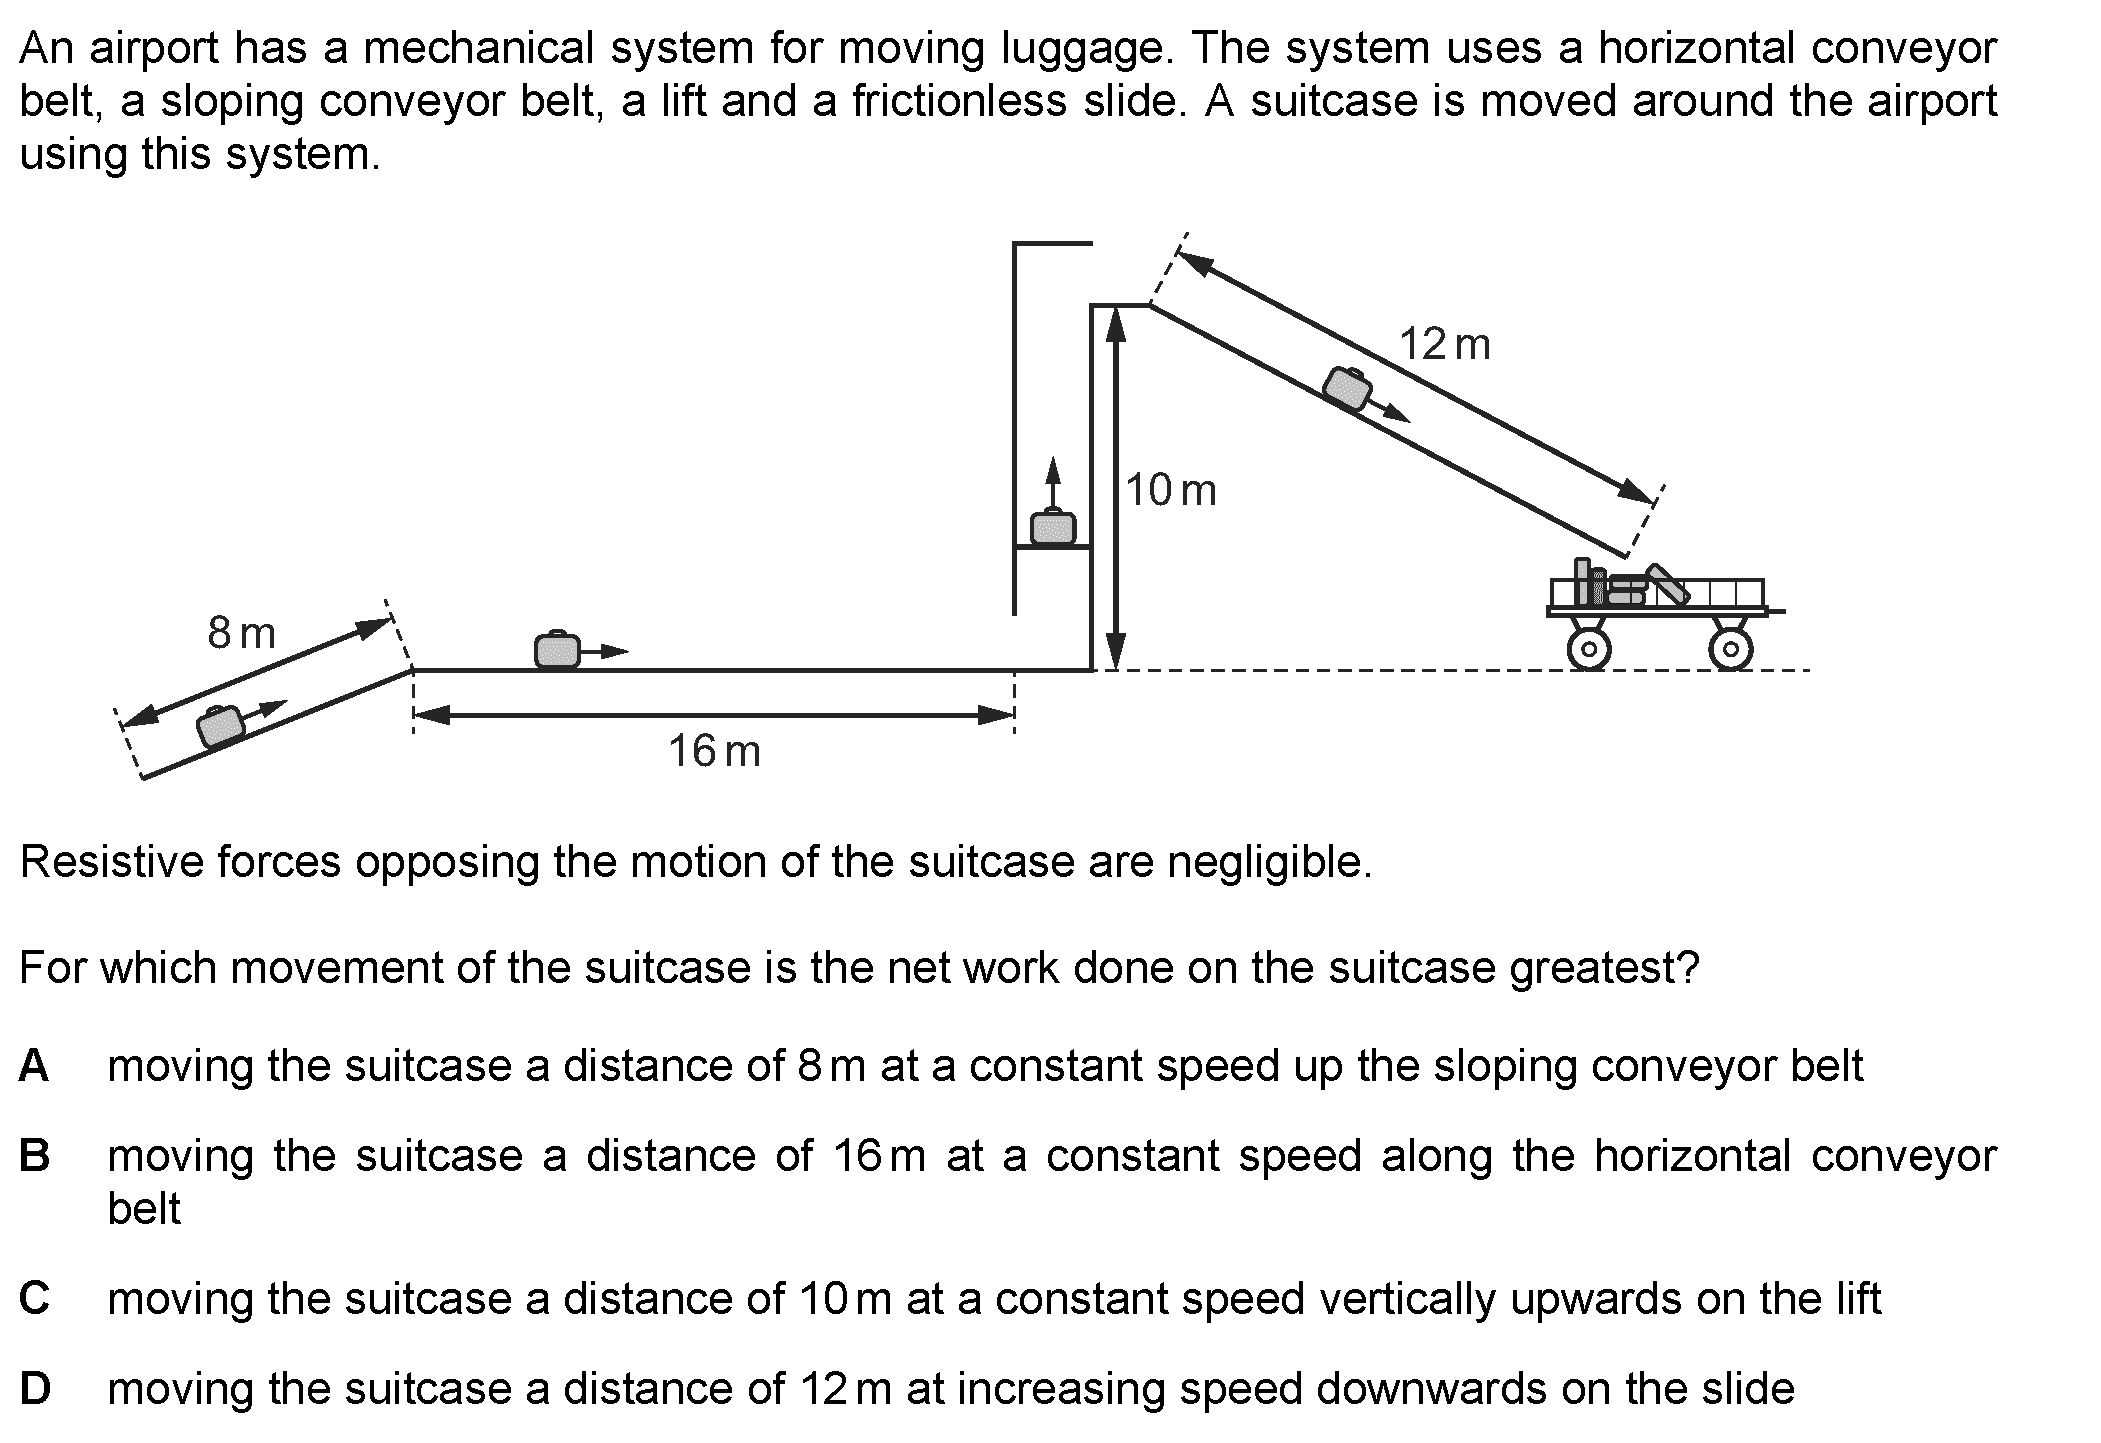 An airport has a mechanical system for moving luggage. The system uses a horizontal conveyor
belt, a sloping conveyor belt, a lift and a frictionless slide. A suitcase is moved around the airport
using this system.
12 m
10 m
8 m
16 m
Resistive forces opposing the motion of the suitcase are negligible.
For which movement of the suitcase is the net work done on the suitcase greatest?
A moving the suitcase a distance of 8 m at a constant speed up the sloping conveyor belt
B moving the suitcase a distance of 16 m at a constant speed along the horizontal conveyor
belt
C moving the suitcase a distance of 10 m at a constant speed vertically upwards on the lift
D moving the suitcase a distance of 12 m at increasing speed downwards on the slide